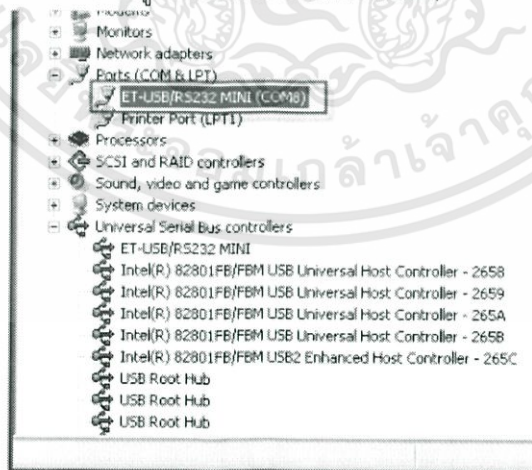 Modems
Monitors
Network adapters
Ports (COM & LPT)
ET-USB/RS232 MINI (COM8)
Printer Port (LPT1)
Processors
SCSI and RAID controllers
Sound, video and game controllers
System devices
Universal Serial Bus controllers
ET-USB/RS232 MINI
Intel(R) 82801FB/FBM USB Universal Host Controller - 2658
Intel(R) 82801FB/FBM USB Universal Host Controller - 2659
Intel(R) 82801FB/FBM USB Universal Host Controller - 265A
Intel(R) 82801FB/FBM USB Universal Host Controller - 265B
Intel(R) 82801FB/FBM USB2 Enhanced Host Controller - 265C
USB Root Hub
USB Root Hub
USB Root Hub